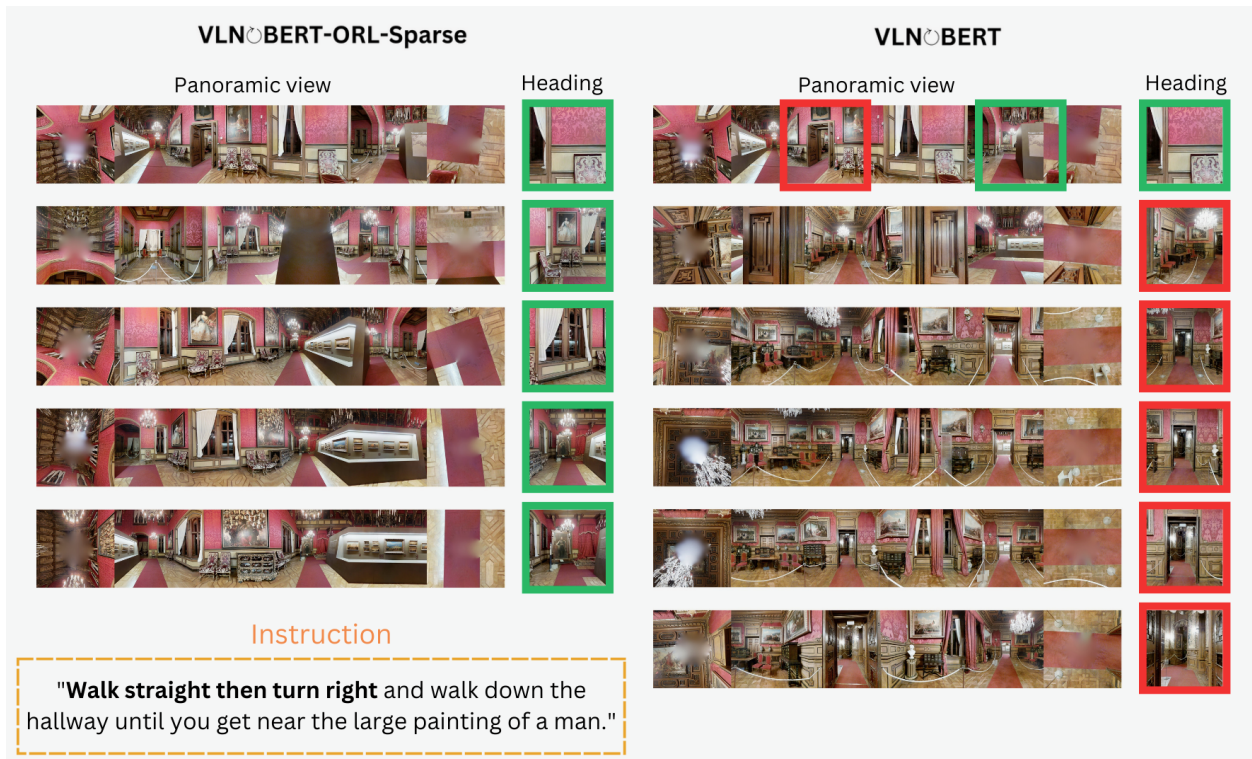 VLN↻BERT-ORL-Sparse
Panoramic view
Heading
VLN↻BERT
Panoramic view
Heading
Instruction
"Walk straight then turn right and walk down the
hallway until you get near the large painting of a man."